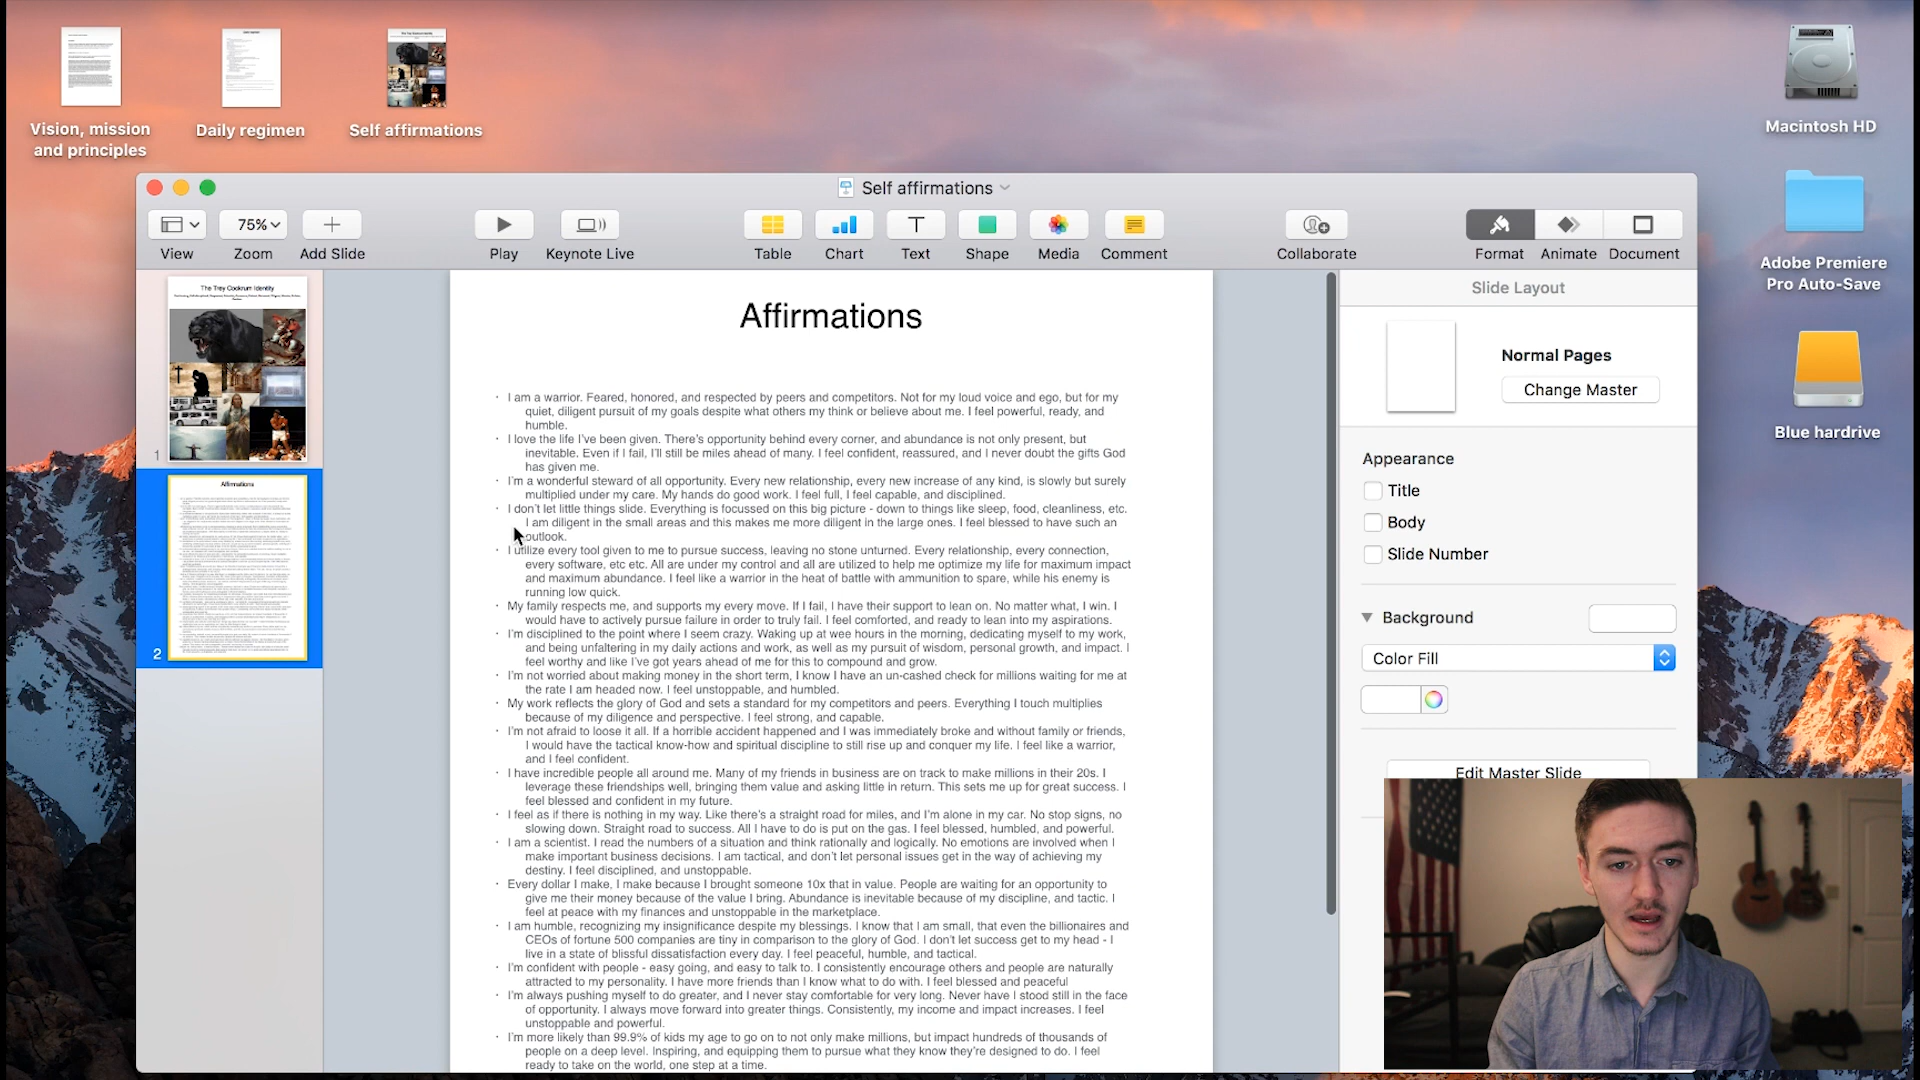 Vision, mission
and principles
Daily regimen
Self affirmations
Macintosh HD
Adobe Premiere
Pro Auto-Save
Blue hardrive
Self affirmations
75%
View
Zoom
Add Slide
Play
Keynote Live
Table
Chart
Text
Shape
Media
Comment
Collaborate
Format
Animate
Document
The Trey Cockrum Identity
1
Affirmations
2
Affirmations
· I am a warrior. Feared, honored, and respected by peers and competitors. Not for my loud voice and ego, but for my
quiet, diligent pursuit of my goals despite what others my think or believe about me. I feel powerful, ready, and
humble.
· I love the life I've been given. There's opportunity behind every corner, and abundance is not only present, but
inevitable. Even if I fail, I'll still be miles ahead of many. I feel confident, reassured, and I never doubt the gifts God
has given me.
· I'm a wonderful steward of all opportunity. Every new relationship, every new increase of any kind, is slowly but surely
multiplied under my care. My hands do good work. I feel full, I feel capable, and disciplined.
· I don't let little things slide. Everything is focussed on this big picture - down to things like sleep, food, cleanliness, etc.
I am diligent in the small areas and this makes me more diligent in the large ones. I feel blessed to have such an
outlook.
· I utilize every tool given to me to pursue success, leaving no stone unturned. Every relationship, every connection,
every software, etc etc. All are under my control and all are utilized to help me optimize my life for maximum impact
and maximum abundance. I feel like a warrior in the heat of battle with ammunition to spare, while his enemy is
running low quick.
· My family respects me, and supports my every move. If I fail, I have their support to lean on. No matter what, I win. I
would have to actively pursue failure in order to truly fail. I feel comforted, and ready to lean into my aspirations.
· I'm disciplined to the point where I seem crazy. Waking up at wee hours in the morning, dedicating myself to my work,
and being unfaltering in my daily actions and work, as well as my pursuit of wisdom, personal growth, and impact. I
feel worthy and like I've got years ahead of me for this to compound and grow.
· I'm not worried about making money in the short term, I know I have an un-cashed check for millions waiting for me at
the rate I am headed now. I feel unstoppable, and humbled.
· My work reflects the glory of God and sets a standard for my competitors and peers. Everything I touch multiplies
because of my diligence and perspective. I feel strong, and capable.
· I'm not afraid to loose it all. If a horrible accident happened and I was immediately broke and without family or friends,
I would have the tactical know-how and spiritual discipline to still rise up and conquer my life. I feel like a warrior,
and I feel confident.
· I have incredible people all around me. Many of my friends in business are on track to make millions in their 20s. I
leverage these friendships well, bringing them value and asking little in return. This sets me up for great success. I
feel blessed and confident in my future.
· I feel as if there is nothing in my way. Like there's a straight road for miles, and I'm alone in my car. No stop signs, no
slowing down. Straight road to success. All I have to do is put on the gas. I feel blessed, humbled, and powerful.
· I am a scientist. I read the numbers of a situation and think rationally and logically. No emotions are involved when I
make important business decisions. I am tactical, and don't let personal issues get in the way of achieving my
destiny. I feel disciplined, and unstoppable.
· Every dollar I make, I make because I brought someone 10x that in value. People are waiting for an opportunity to
give me their money because of the value I bring. Abundance is inevitable because of my discipline, and tactic. I
feel at peace with my finances and unstoppable in the marketplace.
· I am humble, recognizing my insignificance despite my blessings. I know that I am small, that even the billionaires and
CEOs of fortune 500 companies are tiny in comparison to the glory of God. I don't let success get to my head - I
live in a state of blissful dissatisfaction every day. I feel peaceful, humble, and tactical.
· I'm confident with people - easy going, and easy to talk to. I consistently encourage others and people are naturally
attracted to my personality. I have more friends than I know what to do with. I feel blessed and peaceful
· I'm always pushing myself to do greater, and I never stay comfortable for very long. Never have I stood still in the face
of opportunity. I always move forward into greater things. Consistently, my income and impact increases. I feel
unstoppable and powerful.
· I'm more likely than 99.9% of kids my age to go on to not only make millions, but impact hundreds of thousands of
people on a deep level. Inspiring, and equipping them to pursue what they know they're designed to do. I feel
ready to take on the world, one step at a time.
Slide Layout
Normal Pages
Change Master
Appearance
Title
Body
Slide Number
Background
Color Fill
Edit Master Slide